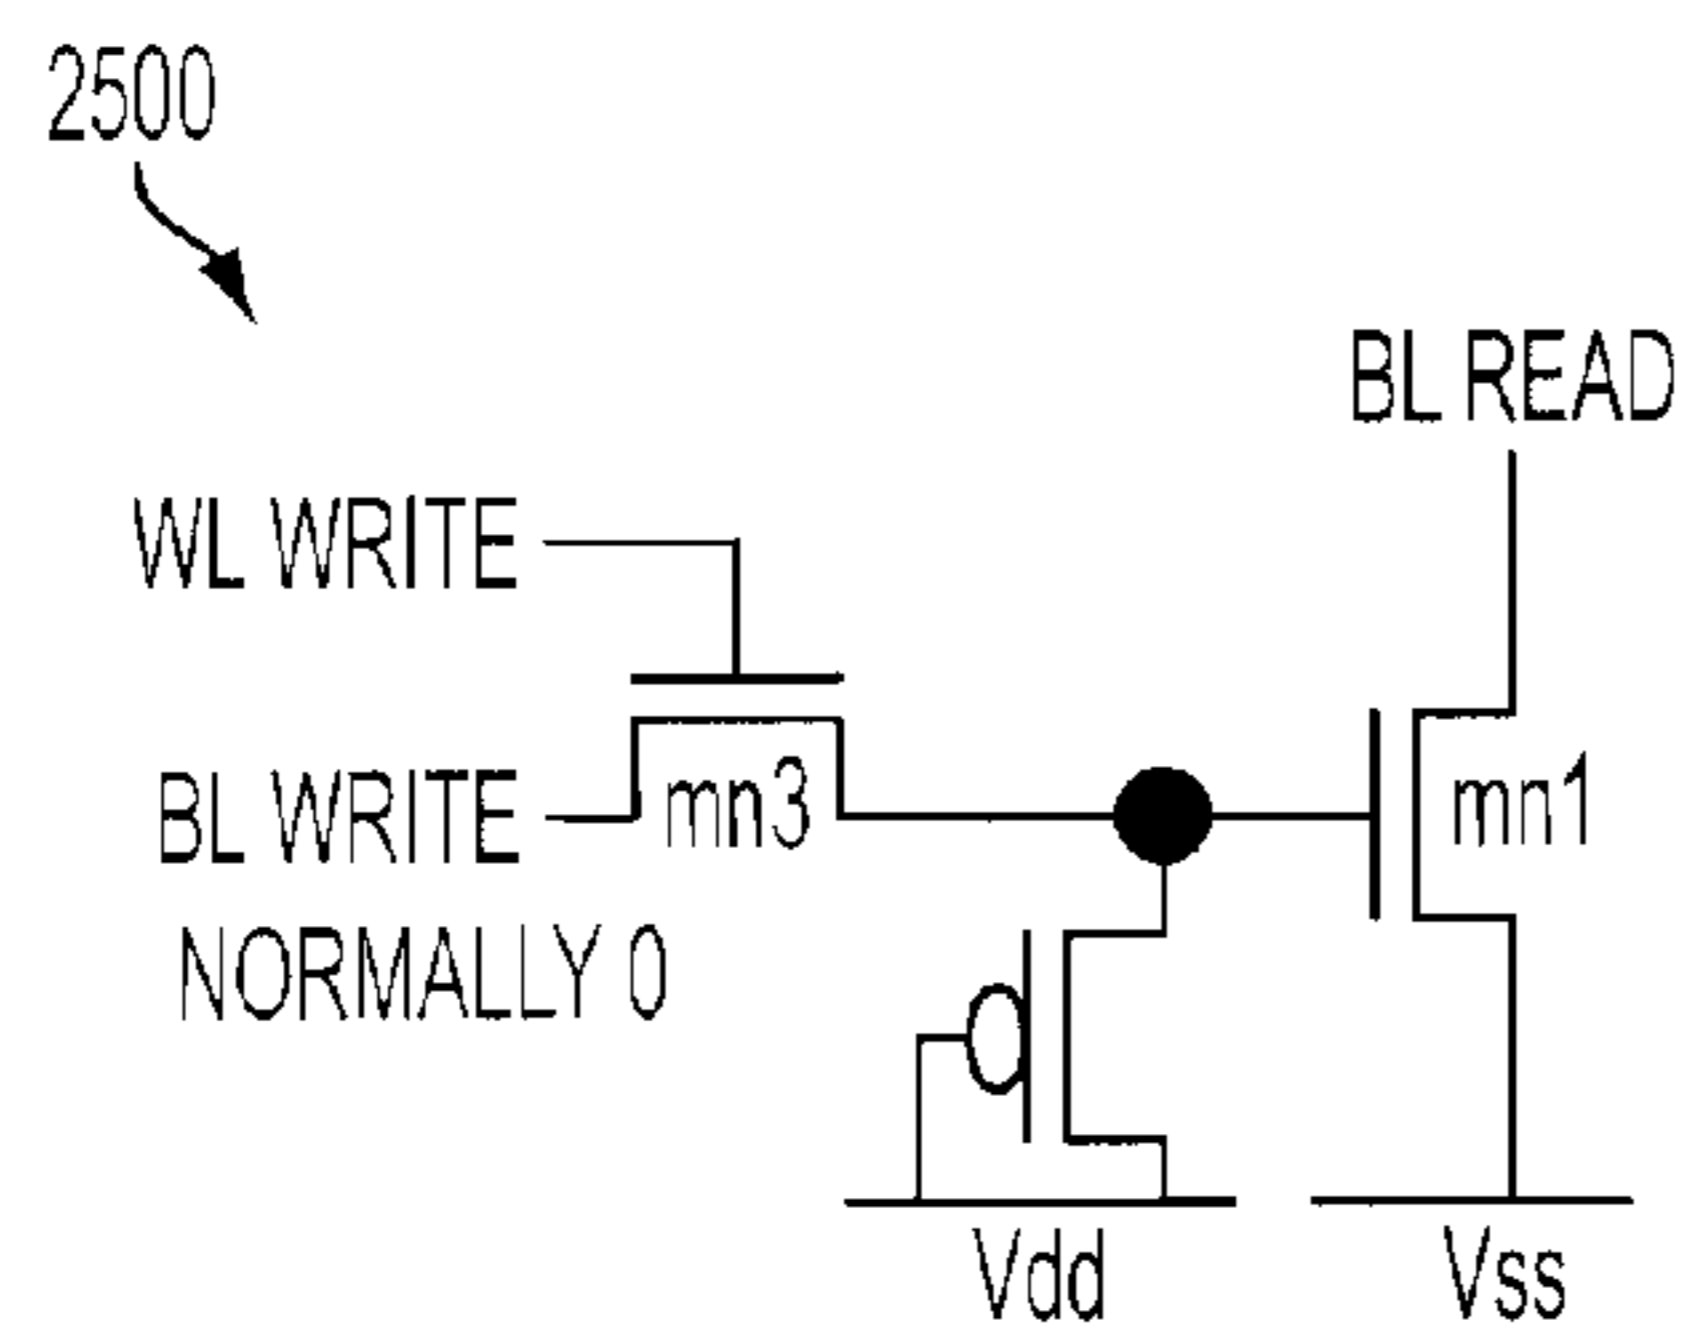 2500
BL READ
WL WRITE
BL WRITE
NORMALLY 0
mn3
mn1
Vdd
Vss